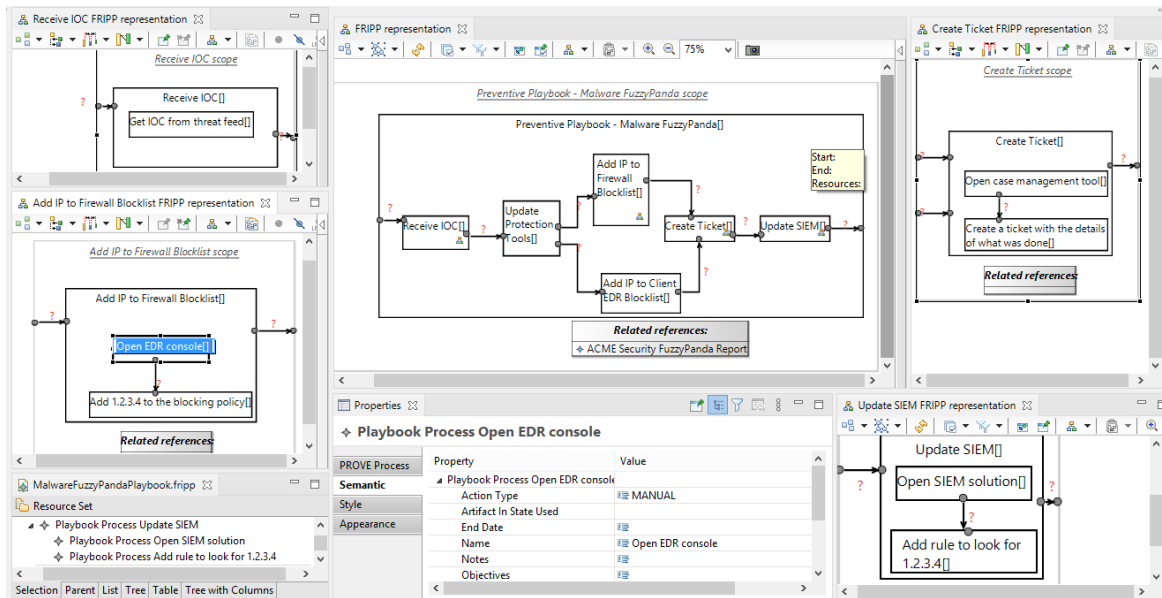 Receive IOC FRIPP representation
Receive IOC scope
?
Receive IOC[]
Get IOC from threat feed[]
?
Add IP to Firewall Blocklist FRIPP representation
Add IP to Firewall Blocklist scope
Add IP to Firewall Blocklist[]
?
?
Open EDR console[]
?
Add 1.2.3.4 to the blocking policy[]
Related references:
MalwareFuzzyPandaPlaybook.fripp
Resource Set
Playbook Process Update SIEM
Playbook Process Open SIEM solution
Playbook Process Add rule to look for 1.2.3.4
Selection Parent List Tree Table Tree with Columns
FRIPP representation
75%
Preventive Playbook - Malware FuzzyPanda scope
Preventive Playbook - Malware FuzzyPanda[]
Start:
End:
Resources:
Add IP to
Firewall
Blocklist[]
?
?
?
Receive IOC[]
?
Update
Protection
Tools[]
?
Create Ticket[]
?
Update SIEM[]
?
?
Add IP to Client
EDR Blocklist[]
Related references:
ACME Security FuzzyPanda Report
Create Ticket FRIPP representation
Create Ticket scope
Create Ticket[]
?
?
?
Open case management tool[]
?
Create a ticket with the details
of what was done[]
Related references:
Properties
Playbook Process Open EDR console
PROVE Process
Semantic
Style
Appearance
Property Value
Playbook Process Open EDR console
Action Type MANUAL
Artifact In State Used
End Date
Name Open EDR console
Notes
Objectives
Update SIEM FRIPP representation
Update SIEM[]
?
Open SIEM solution[]
?
?
Add rule to look for
1.2.3.4[]